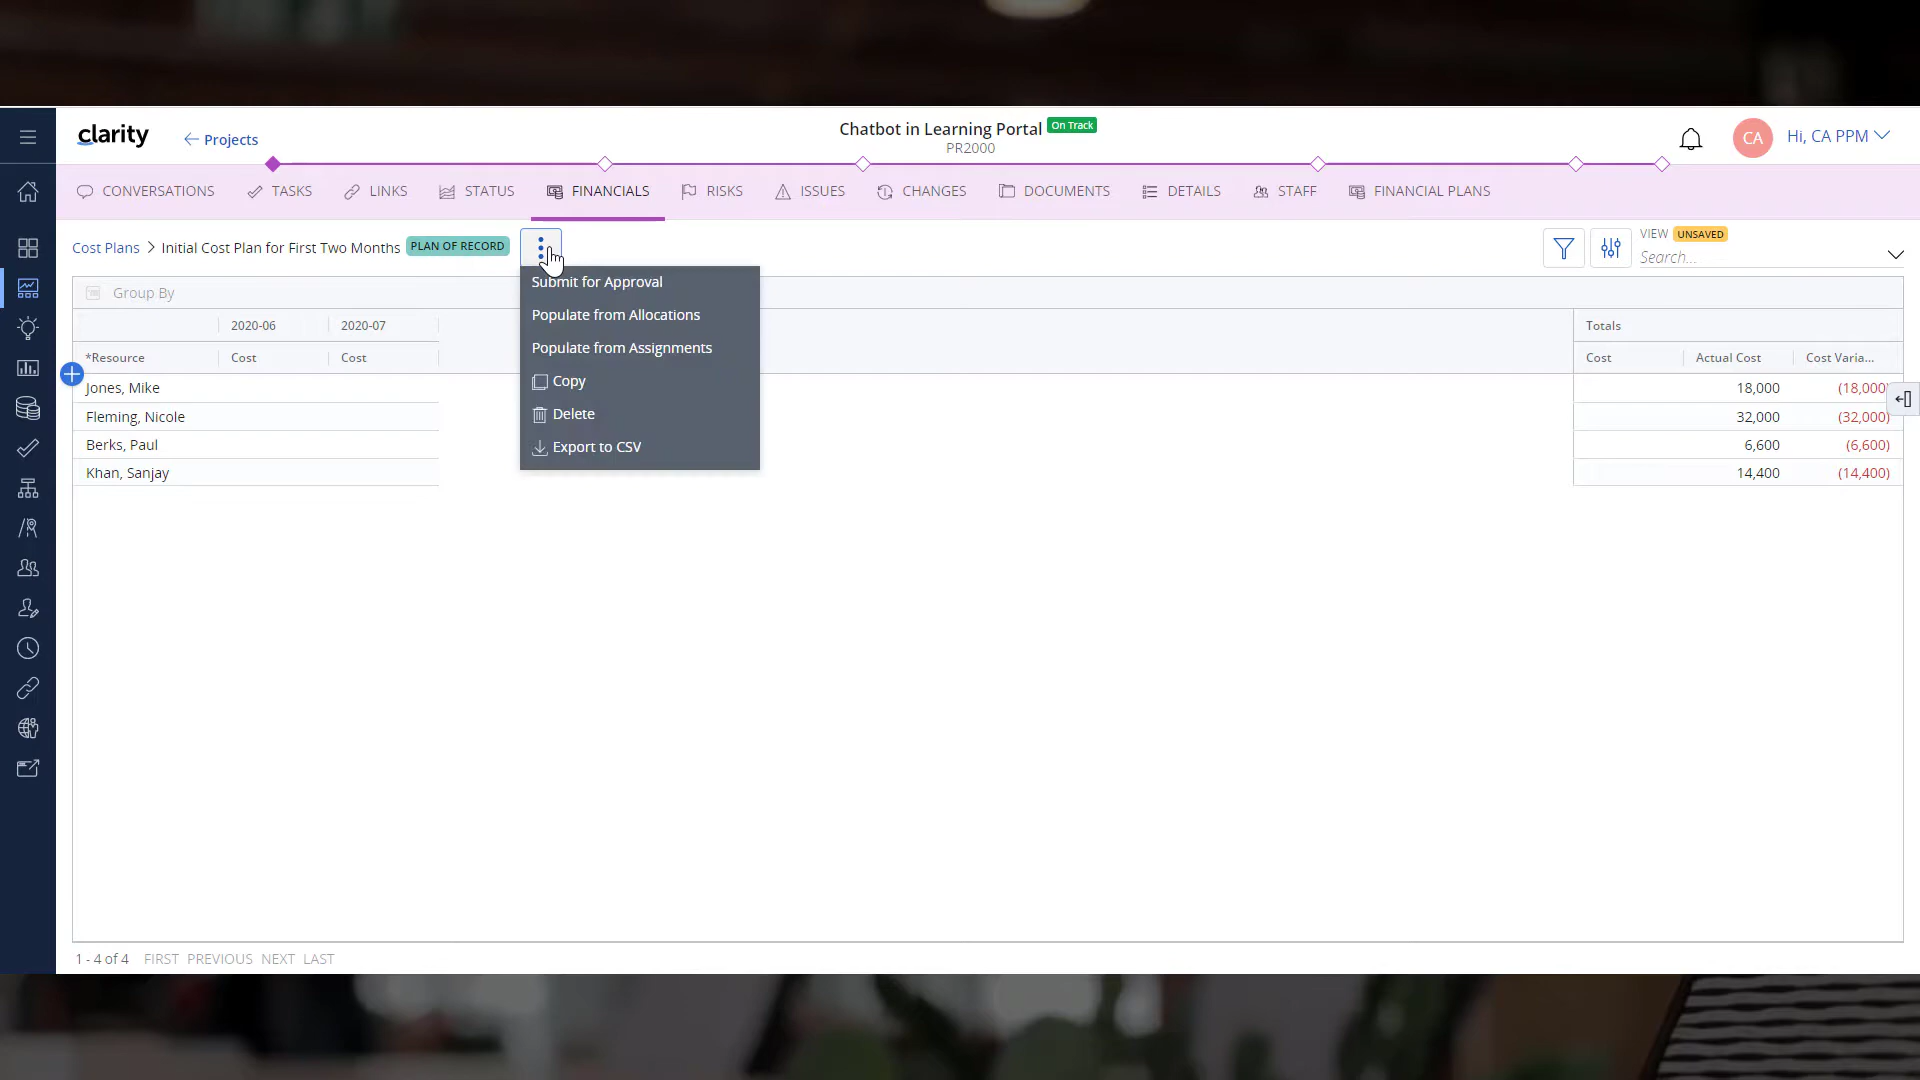 clarity
Projects
Chatbot in Learning Portal On Track
PR2000
CA Hi, CA PPM
CONVERSATIONS TASKS LINKS STATUS FINANCIALS RISKS ISSUES CHANGES DOCUMENTS DETAILS STAFF FINANCIAL PLANS
Cost Plans > Initial Cost Plan for First Two Months PLAN OF RECORD
VIEW UNSAVED
Search...
Submit for Approval
Populate from Allocations
Populate from Assignments
Copy
Delete
Export to CSV
Group By
2020-06 2020-07 Totals
*Resource Cost Cost Cost Actual Cost Cost Varia...
Jones, Mike 18,000 (18,000)
Fleming, Nicole 32,000 (32,000)
Berks, Paul 6,600 (6,600)
Khan, Sanjay 14,400 (14,400)
1 - 4 of 4 FIRST PREVIOUS NEXT LAST